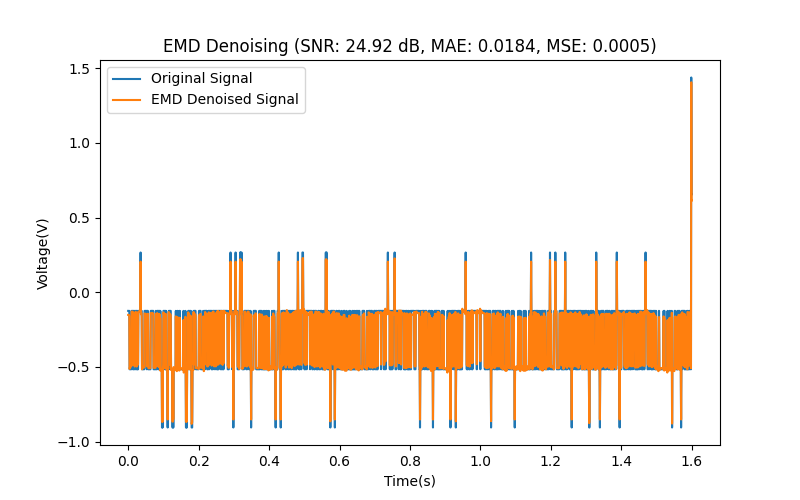 EMD Denoising (SNR: 24.92 dB, MAE: 0.0184, MSE: 0.0005)
Original Signal
EMD Denoised Signal
Voltage(V)
1.5
1.0
0.5
0.0
−0.5
−1.0
0.0 0.2 0.4 0.6 0.8 1.0 1.2 1.4 1.6
Time(s)